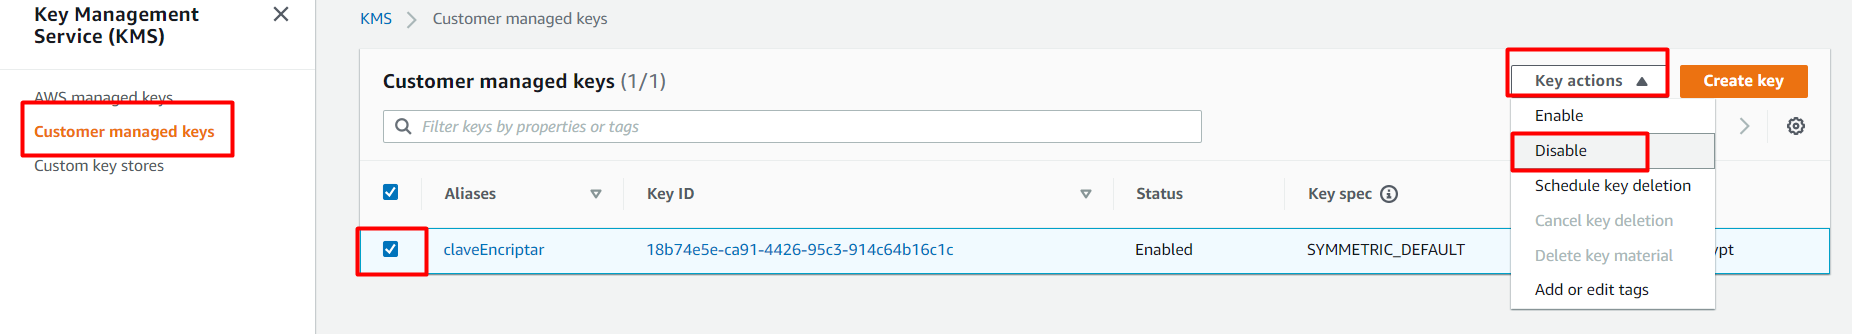 Key Management
Service (KMS)
AWS managed keys
Customer managed keys
Custom key stores
KMS
Customer managed keys
Customer managed keys (1/1)
Key actions
Create key
Filter keys by properties or tags
Enable
Disable
Schedule key deletion
Cancel key deletion
Delete key material
Add or edit tags
Aliases
Key ID
Status
Key spec
claveEncriptar
18b74e5e-ca91-4426-95c3-914c64b16c1c
Enabled
SYMMETRIC_DEFAULT